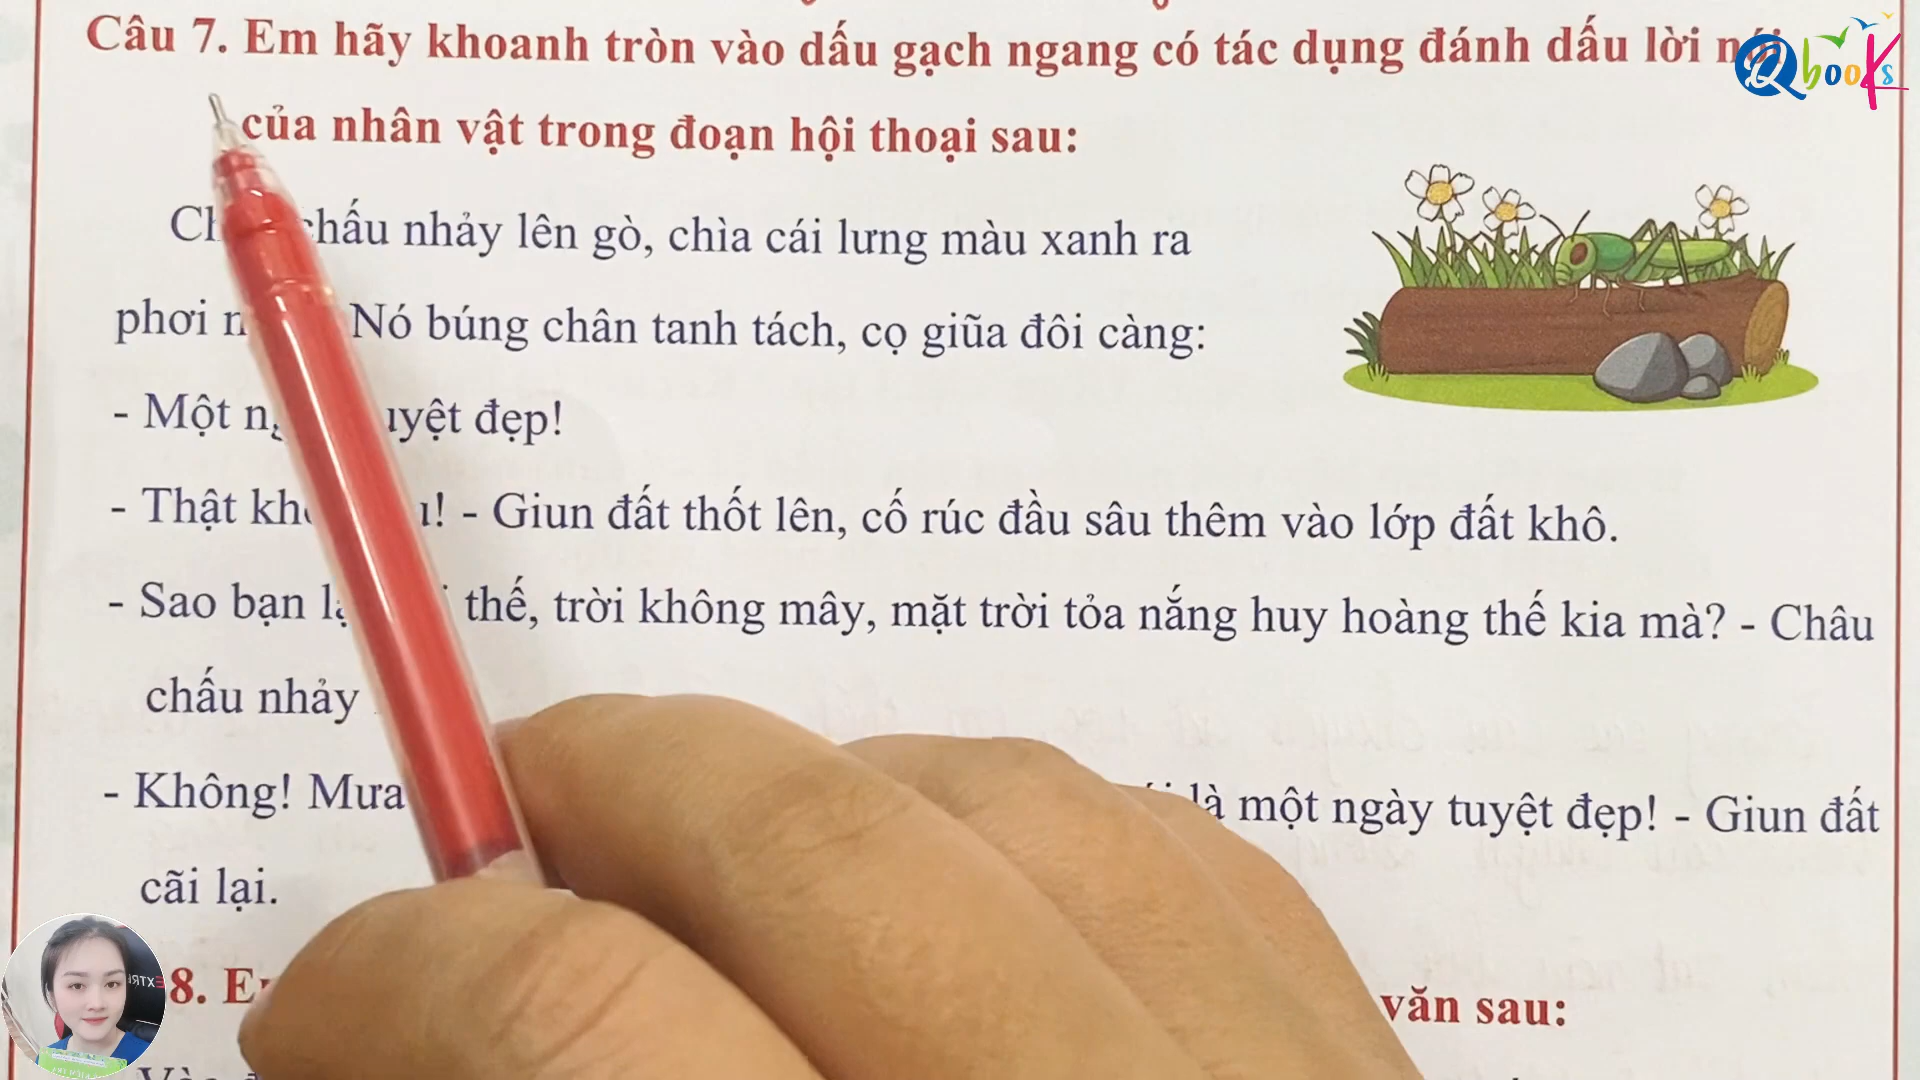 Câu 7. Em hãy khoanh tròn vào dấu gạch ngang có tác dụng đánh dấu lời
của nhân vật trong đoạn hội thoại sau:
chấu nhảy lên gò, chìa cái lưng màu xanh ra
phơi Nó búng chân tanh tách, cọ giũa đôi càng:
- Một tuyệt đẹp!
- Thật - Giun đất thốt lên, cố rúc đầu sâu thêm vào lớp đất khô.
- Sao bạn thế, trời không mây, mặt trời tỏa nắng huy hoàng thế kia mà? - Châu
chấu nhảy
- Không! Mưa là một ngày tuyệt đẹp! - Giun đất
cãi lại.
8. văn sau:
Qbooks